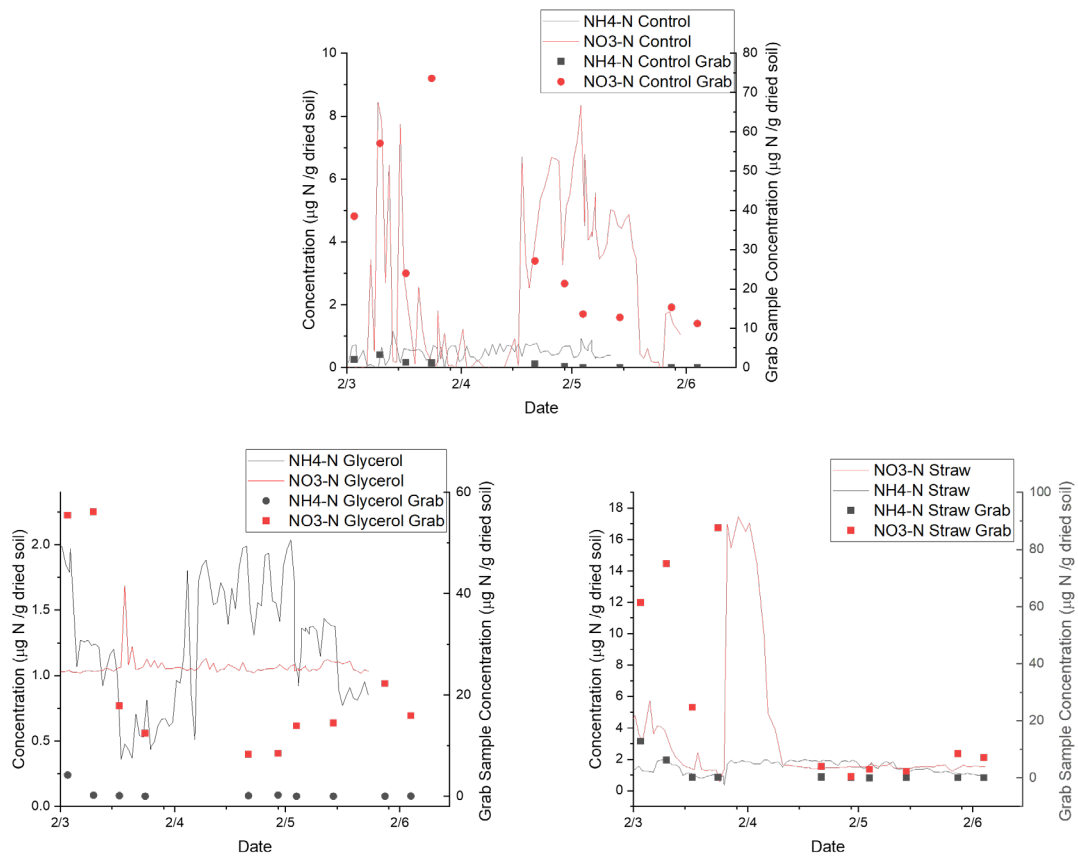 NH4-N Control
NO3-N Control
NH4-N Control Grab
NO3-N Control Grab
10
8
6
4
2
0
Concentration (µg N /g dried soil)
80
70
60
50
40
30
20
10
0
Grab Sample Concentration (µg N /g dried soil)
2/3
2/4
2/5
2/6
Date
NH4-N Glycerol
NO3-N Glycerol
NH4-N Glycerol Grab
NO3-N Glycerol Grab
2.0
1.5
1.0
0.5
0.0
Concentration (µg N /g dried soil)
60
40
20
0
Grab Sample Concentration (µg N /g dried soil)
2/3
2/4
2/5
2/6
Date
NO3-N Straw
NH4-N Straw
NH4-N Straw Grab
NO3-N Straw Grab
18
16
14
12
10
8
6
4
2
0
Concentration (µg N /g dried soil)
100
80
60
40
20
0
Grab Sample Concentration (µg N /g dried soil)
2/3
2/4
2/5
2/6
Date